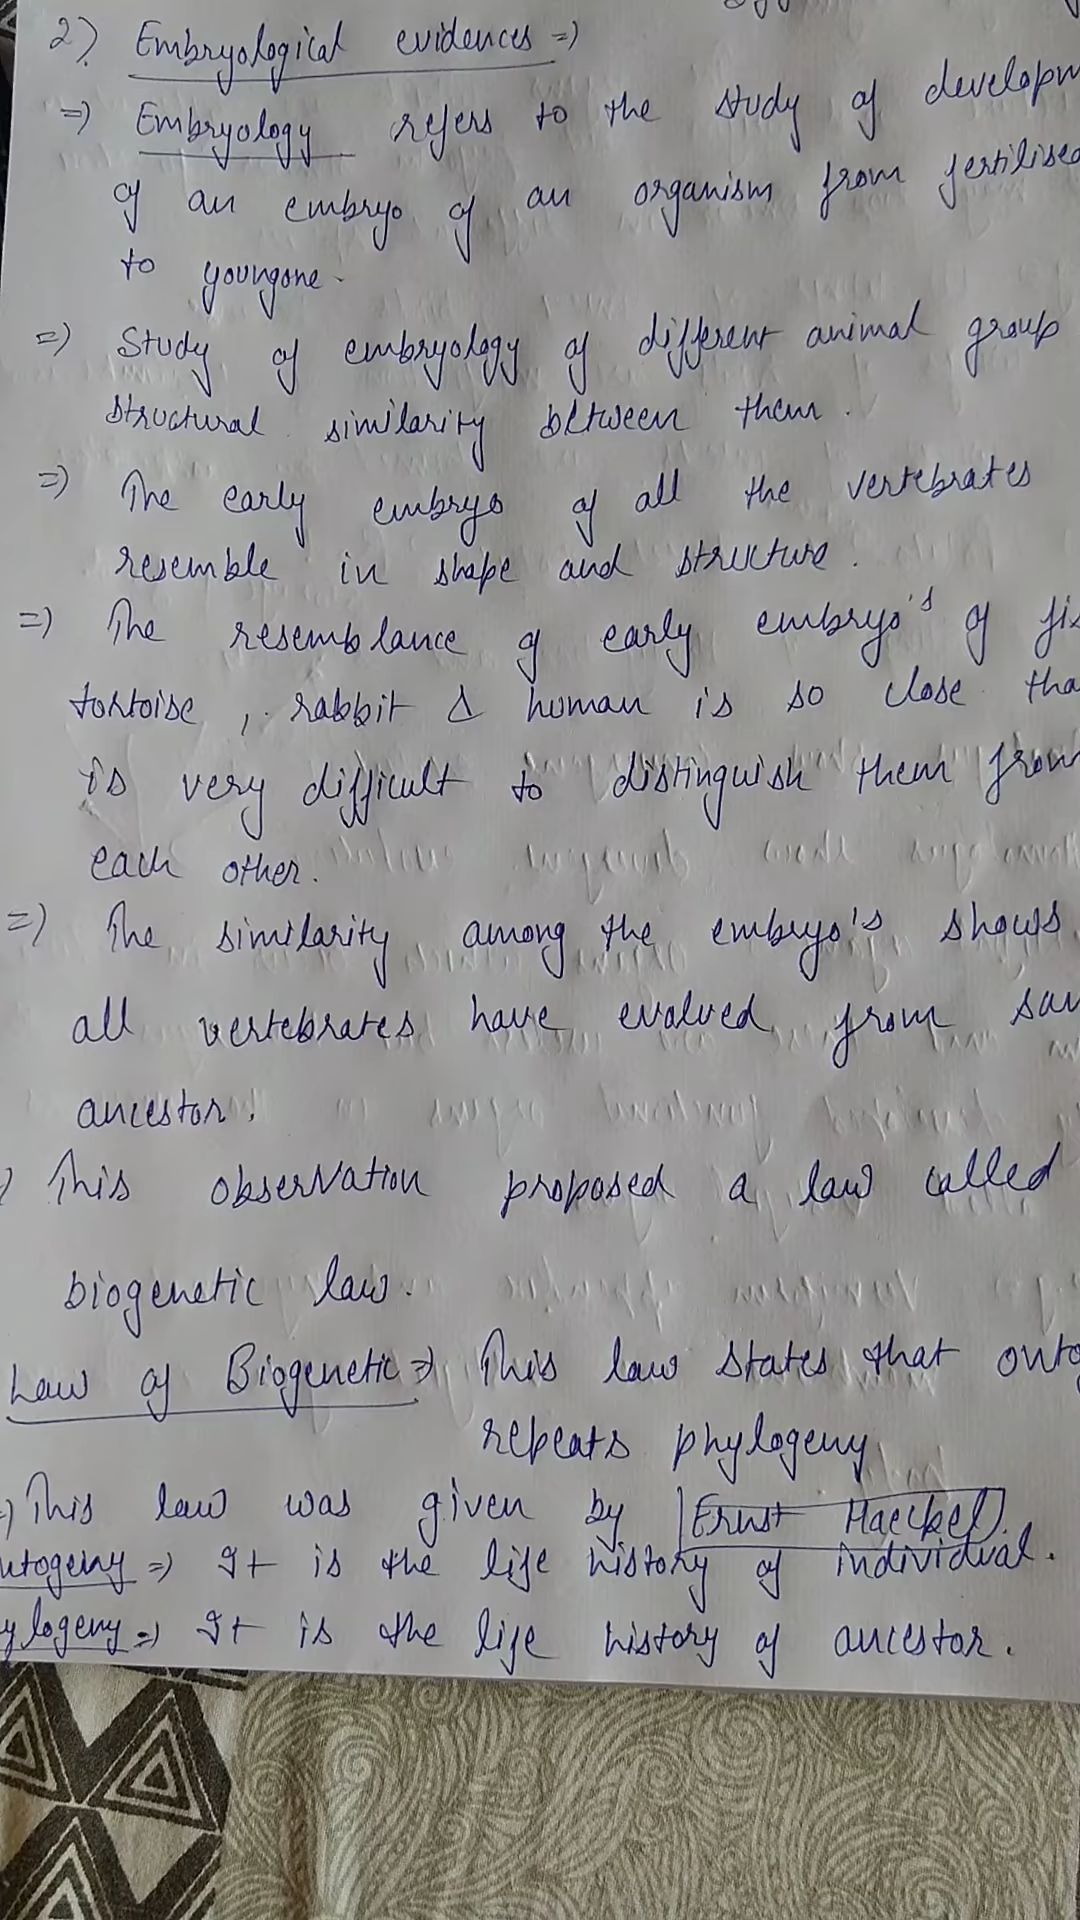 2). Embryological evidences =)
=) Embryology refers to the study of developm
of an embryo of an organism from fertilised
to youngone.
=) Study of embryology of different animal group
structural similarity between them.
=) The early embryo of all the vertebrates
resemble in shape and structure.
=) The resemblance of early embryo's of fis
tortoise, rabbit & human is so close tha
is very difficult to distinguish them from
each other.
=) The similarity among the embryo's shows
all vertebrates have evolved from sam
ancestor.
) This observation proposed a law called
biogenetic law.
Law of Biogenetic =) This law states that onto
repeats phylogeny
=) This law was given by Ernst Haeckel.
ntogeny =) It is the life history of individual.
ylogeny =) It is the life history of ancestor.